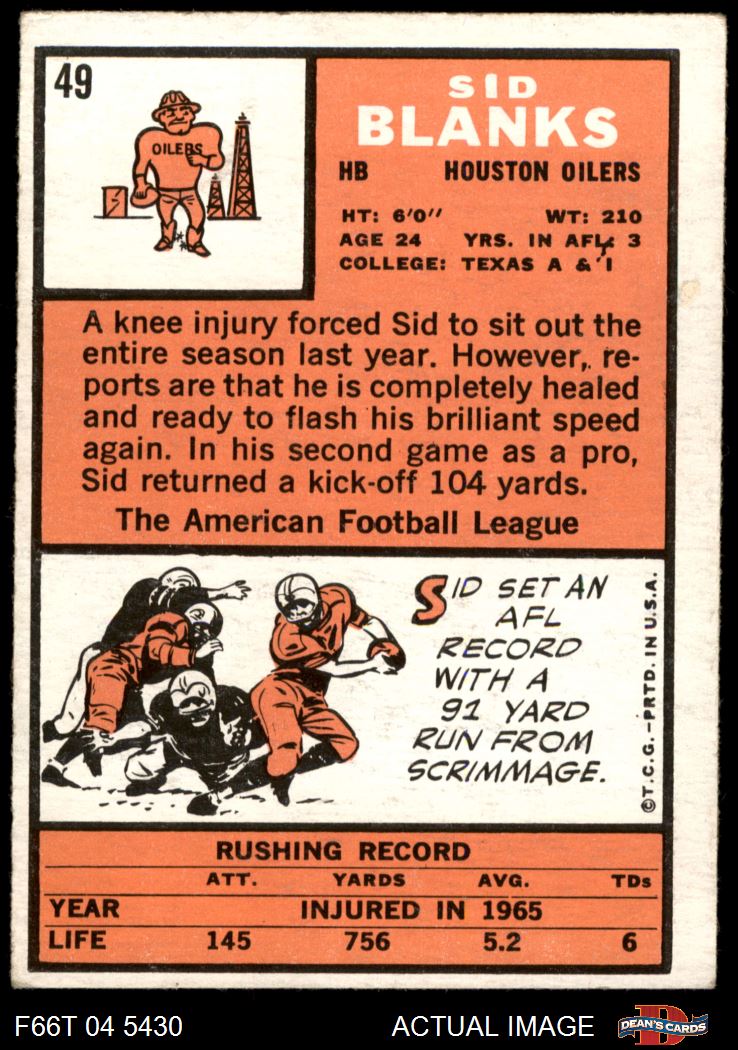 49
OILERS
SID
BLANKS
HB HOUSTON OILERS
HT: 6'0" WT: 210
AGE 24 YRS. IN AFL: 3
COLLEGE: TEXAS A & I
A knee injury forced Sid to sit out the
entire season last year. However, re-
ports are that he is completely healed
and ready to flash his brilliant speed
again. In his second game as a pro,
Sid returned a kick-off 104 yards.
The American Football League
SID SET AN
AFL
RECORD
WITH A
91 YARD
RUN FROM
SCRIMMAGE.
©T.C.G.-PRTD. IN U.S.A.
RUSHING RECORD
ATT. YARDS AVG. TDs
YEAR INJURED IN 1965
LIFE 145 756 5.2 6
F66T 04 5430 ACTUAL IMAGE DEAN'S CARDS